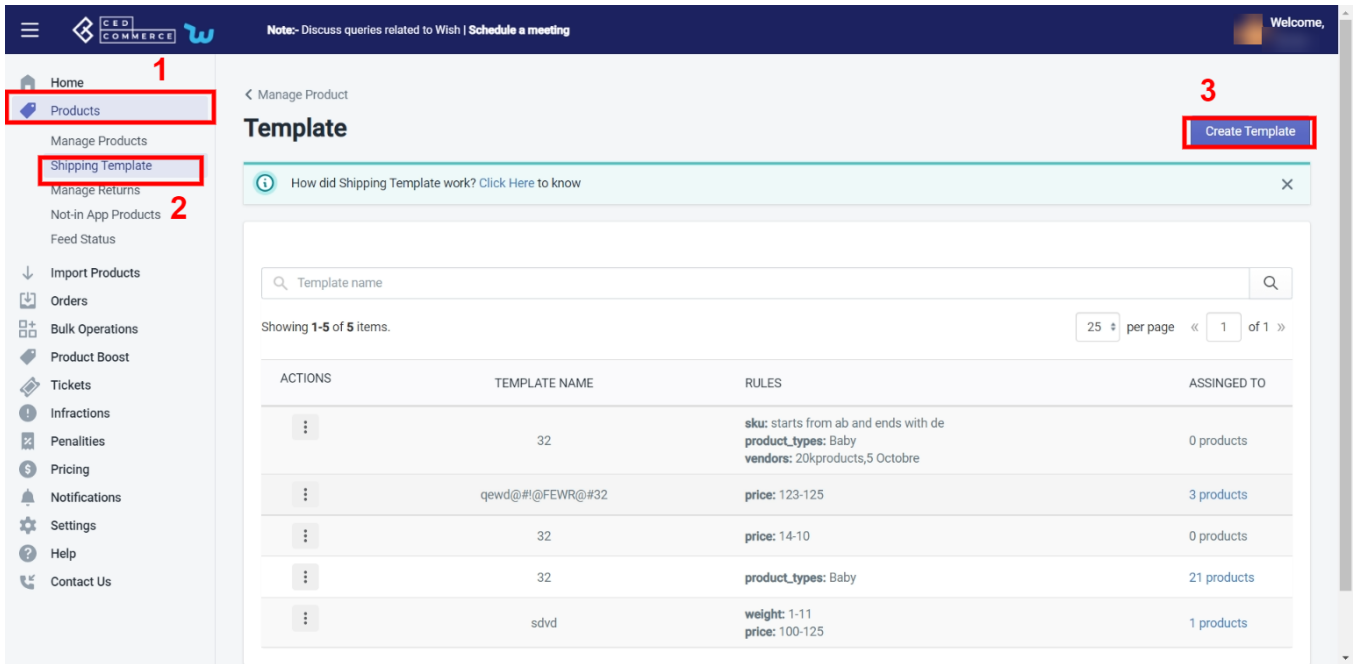 CED COMMERCE
Note:- Discuss queries related to Wish | Schedule a meeting
Welcome,
1
Home
Products
Manage Products
Shipping Template
Manage Returns
2
Not-in App Products
Feed Status
Import Products
Orders
Bulk Operations
Product Boost
Tickets
Infractions
Penalities
Pricing
Notifications
Settings
Help
Contact Us
Manage Product
3
Template
Create Template
How did Shipping Template work? Click Here to know
Template name
Showing 1-5 of 5 items.
25 per page « 1 of 1 »
ACTIONS TEMPLATE NAME RULES ASSINGED TO
sku: starts from ab and ends with de
32 product_types: Baby 0 products
vendors: 20kproducts,5 Octobre
qewd@#!@FEWR@#32 price: 123-125 3 products
32 price: 14-10 0 products
32 product_types: Baby 21 products
weight: 1-11
sdvd 1 products
price: 100-125